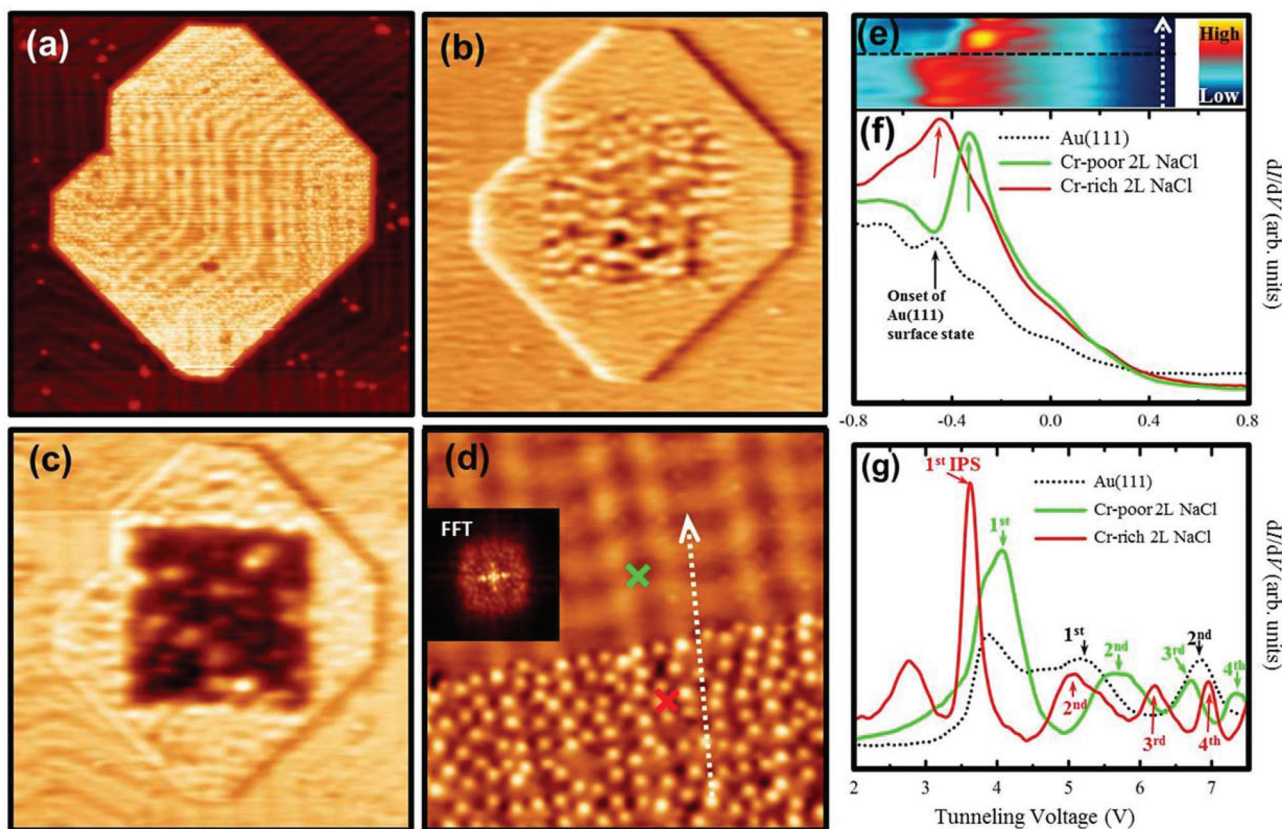 (a)
(b)
(c)
(d)
FFT
(e)
High
Low
(f)
Au(111)
Cr-poor 2L NaCl
Cr-rich 2L NaCl
Onset of
Au(111)
surface state
-0.8 -0.4 0.0 0.4 0.8
dI/dV (arb. units)
(g)
1st IPS
Au(111)
Cr-poor 2L NaCl
Cr-rich 2L NaCl
1st
1st
2nd
2nd
3rd
2nd
4th
3rd
4th
2 3 4 5 6 7
Tunneling Voltage (V)
dI/dV (arb. units)